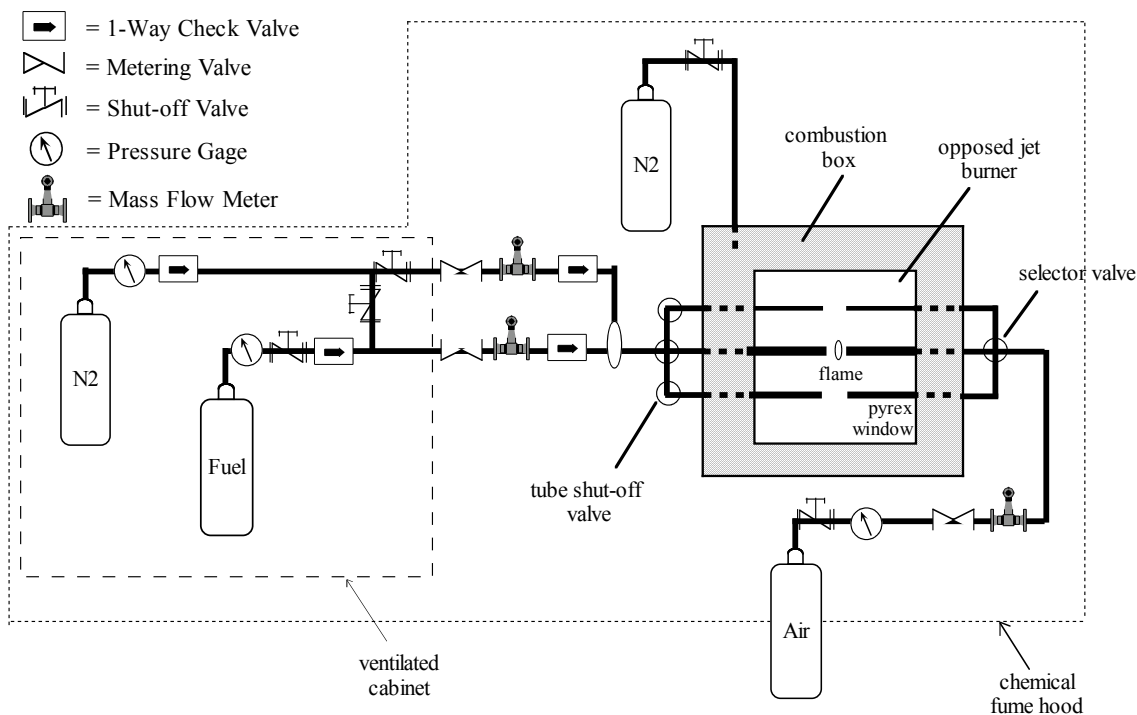 = 1-Way Check Valve
= Metering Valve
= Shut-off Valve
= Pressure Gage
= Mass Flow Meter
N2
combustion
box
opposed jet
burner
selector valve
N2
Fuel
flame
pyrex
window
tube shut-off
valve
Air
ventilated
cabinet
chemical
fume hood